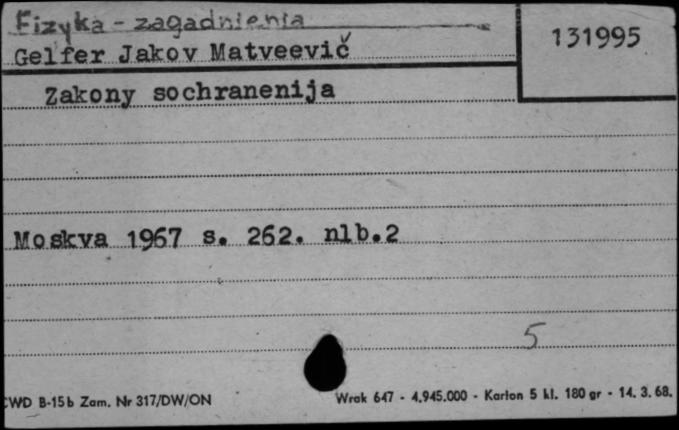 Fizyka - zagadnienia
131995
Gelfer Jakov Matveevič
Zakony sochranenija
Moskva 1967 s. 262. nlb.2
5
CWD B-15b Zam. Nr 317/DW/ON Wrak 647 - 4.945.000 - Karton 5 kl. 180 gr - 14. 3. 68.